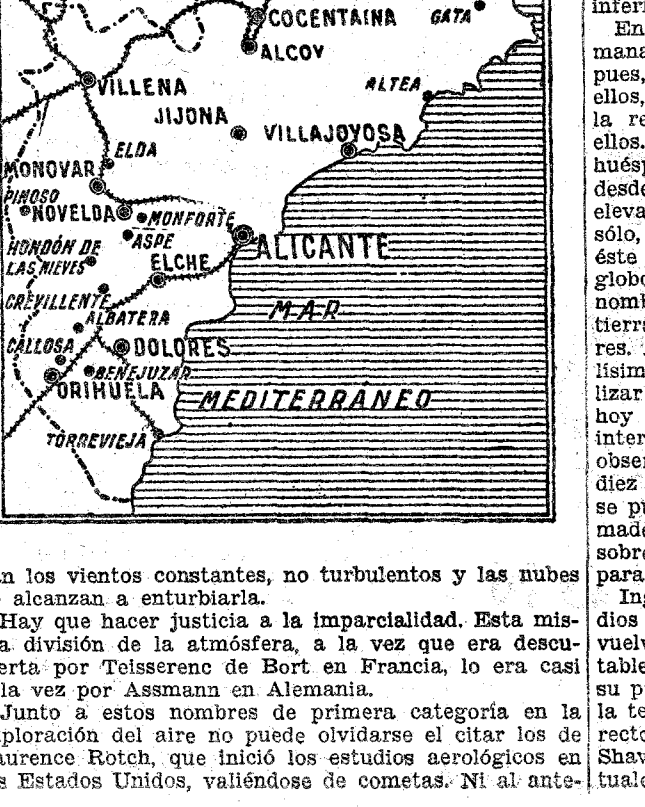 COCENTAINA
GATA
ALCOY
VILLENA
ALTEA
JIJONA
VILLAJOYOSA
ELDA
MONOVAR
PINOSO
NOVELDA
MONFORTE
ASPE
ALICANTE
HONDÓN DE
LAS NIEVES
ELCHE
CREVILLENTE
MAR
ALBATERA
CALLOSA
DOLORES
BENEJUZAR
ORIHUELA
MEDITERRÁNEO
TORREVIEJA
n los vientos constantes, no turbulentos y las nubes
alcanzan a enturbiarla.
Hay que hacer justicia a la imparcialidad. Esta mis-
a división de la atmósfera, a la vez que era descu-
erta por Teisserenc de Bort en Francia, lo era casi
la vez por Assmann en Alemania.
Junto a estos nombres de primera categoría en la
ploración del aire no puede olvidarse el citar los de
aurence Rotch, que inició los estudios aerológicos en
s Estados Unidos, valiéndose de cometas. Ni al ante-
inferi
En
mana
pues,
ellos,
la re
ellos.
huésp
desde
eleva
sólo,
éste
globo
nomb
tierra
res.
lísim
lizar
hoy
inter
obser
diez
se pu
made
sobre
para
Ing
dios
vuelv
table
su p
la te
recto
Shav
tuale